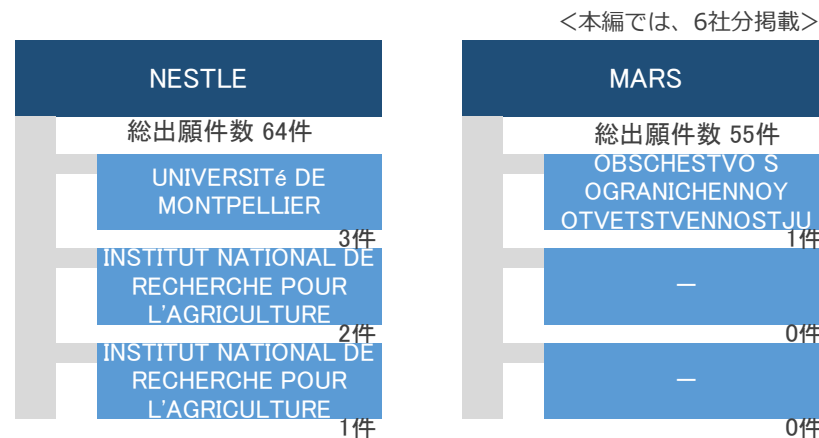 ＜本編では、6社分掲載＞
NESTLE
総出願件数 64件
UNIVERSITé DE
MONTPELLIER
3件
INSTITUT NATIONAL DE
RECHERCHE POUR
L'AGRICULTURE
2件
INSTITUT NATIONAL DE
RECHERCHE POUR
L'AGRICULTURE
1件
MARS
総出願件数 55件
OBSCHESTVO S
OGRANICHENNOY
OTVETSTVENNOSTJU
1件
－
0件
－
0件